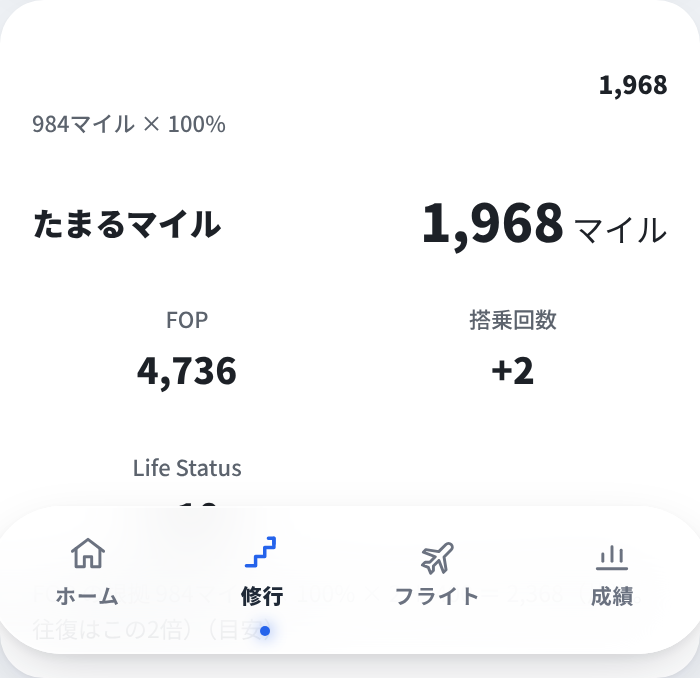 1,968
984マイル × 100%
たまるマイル 1,968 マイル
FOP 搭乗回数
4,736 +2
Life Status
ホーム 修行 フライト 成績
往復はこの2倍）（目安